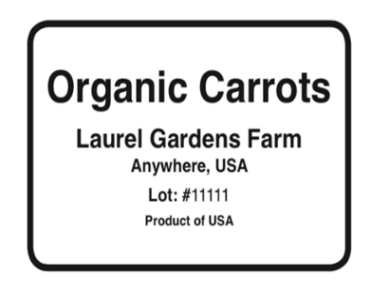 Organic Carrots
Laurel Gardens Farm
Anywhere, USA
Lot: #11111
Product of USA